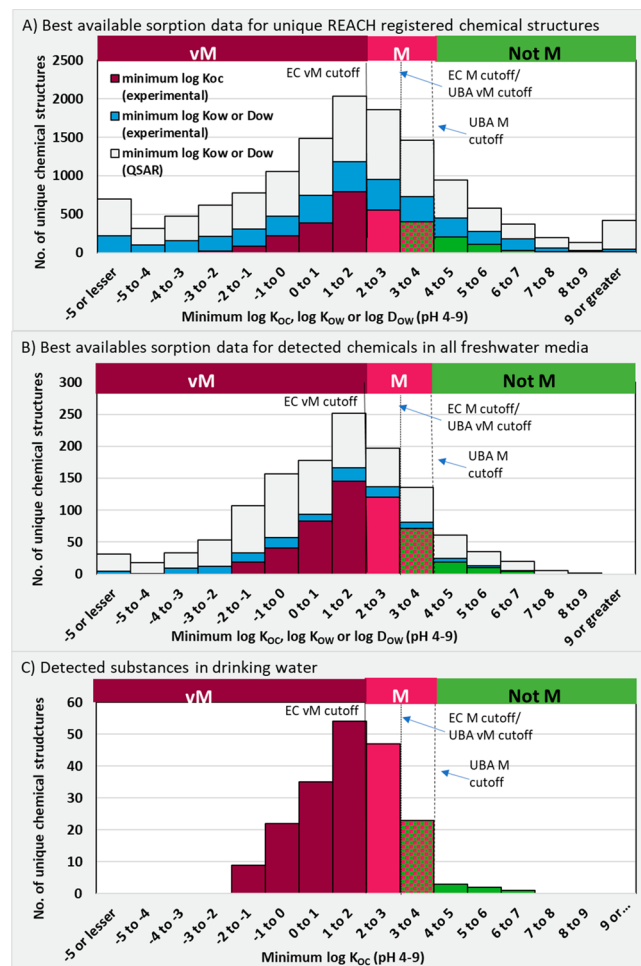 A) Best available sorption data for unique REACH registered chemical structures
vM
M
Not M
No. of unique chemical structures
2500
2000
1500
1000
500
0
EC vM cutoff
EC M cutoff/
UBA vM cutoff
UBA M
cutoff
minimum log Koc
(experimental)
minimum log Kow or Dow
(experimental)
minimum log Kow or Dow
(QSAR)
-5 or lesser
-5 to-4
-4 to -3
-3 to -2
-2 to -1
-1 to 0
0 to 1
1 to 2
2 to 3
3 to 4
4 to 5
5 to 6
6 to 7
7 to 8
8 to 9
9 or greater
Minimum log KOC, log KOW or log DOW (pH 4-9)
B) Best availables sorption data for detected chemicals in all freshwater media
vM
M
Not M
No. of unique chemical structures
300
250
200
150
100
50
0
EC vM cutoff
EC M cutoff/
UBA vM cutoff
UBA M
cutoff
-5 or lesser
-5 to-4
-4 to -3
-3 to -2
-2 to -1
-1 to 0
0 to 1
1 to 2
2 to 3
3 to 4
4 to 5
5 to 6
6 to 7
7 to 8
8 to 9
9 or greater
Minimum log KOC, log KOW or log DOW (pH 4-9)
C) Detected substances in drinking water
vM
M
Not M
No. of unique chemical strudctures
60
50
40
30
20
10
0
EC vM cutoff
EC M cutoff/
UBA vM cutoff
UBA M
cutoff
-5 or lesser
-5 to-4
-4 to -3
-3 to -2
-2 to -1
-1 to 0
0 to 1
1 to 2
2 to 3
3 to 4
4 to 5
5 to 6
6 to 7
7 to 8
8 to 9
9 or...
Minimum log KOC (pH 4-9)